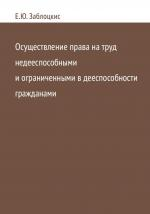 Е.Ю. Заблоцкис
Осуществление права на труд
недееспособными
и ограниченными в дееспособности
гражданами